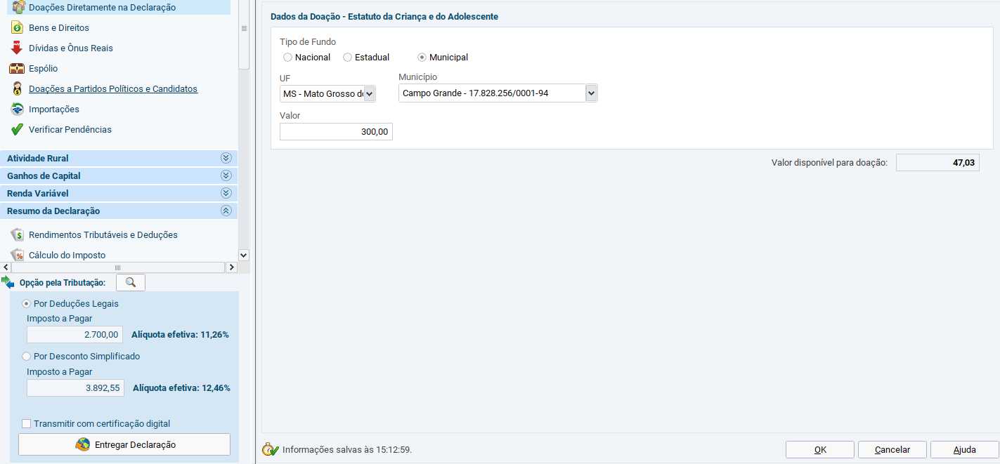 Doações Diretamente na Declaração
Bens e Direitos
Dívidas e Ônus Reais
Espólio
Doações a Partidos Políticos e Candidatos
Importações
Verificar Pendências
Atividade Rural
Ganhos de Capital
Renda Variável
Resumo da Declaração
Rendimentos Tributáveis e Deduções
Cálculo do Imposto
Opção pela Tributação:
Por Deduções Legais
Imposto a Pagar
2.700,00 Alíquota efetiva: 11,26%
Por Desconto Simplificado
Imposto a Pagar
3.892,55 Alíquota efetiva: 12,46%
Transmitir com certificação digital
Entregar Declaração
Dados da Doação - Estatuto da Criança e do Adolescente
Tipo de Fundo
Nacional Estadual Municipal
UF Município
MS - Mato Grosso do Campo Grande - 17.828.256/0001-94
Valor
300,00
Valor disponível para doação: 47,03
Informações salvas às 15:12:59.
OK Cancelar Ajuda